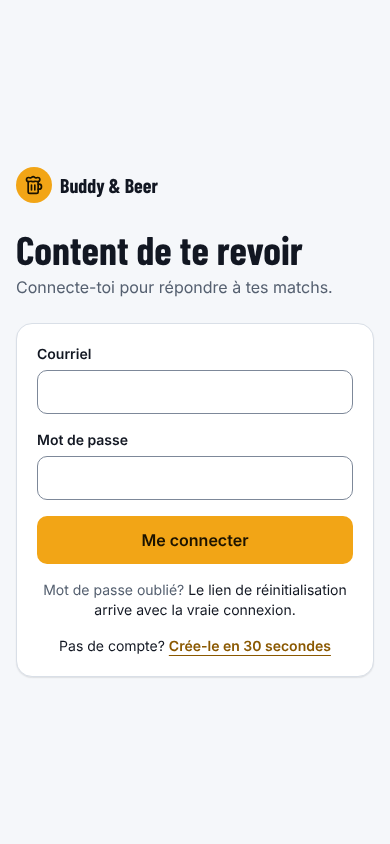 Buddy & Beer
Content de te revoir
Connecte-toi pour répondre à tes matchs.
Courriel
Mot de passe
Me connecter
Mot de passe oublié? Le lien de réinitialisation
arrive avec la vraie connexion.
Pas de compte? Crée-le en 30 secondes